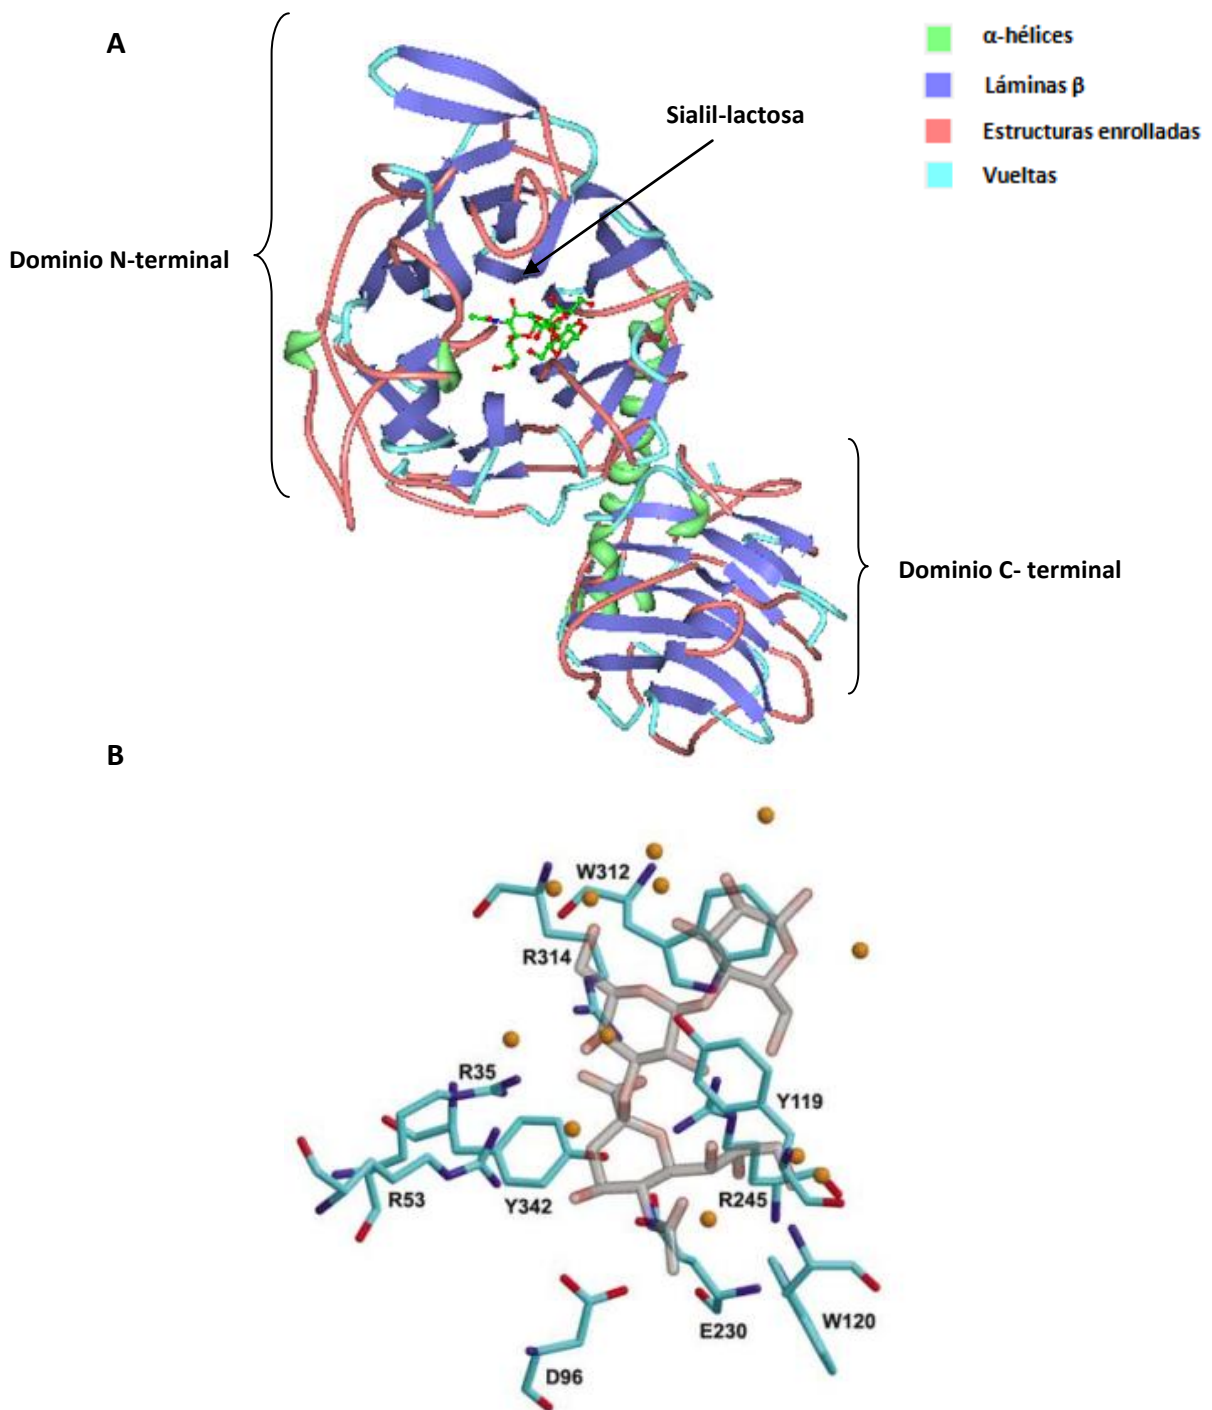 A
α-hélices
Láminas β
Estructuras enrolladas
Vueltas
Sialil-lactosa
Dominio N-terminal
Dominio C- terminal
B
W312
R314
R35
Y119
R53
Y342
R245
E230
W120
D96